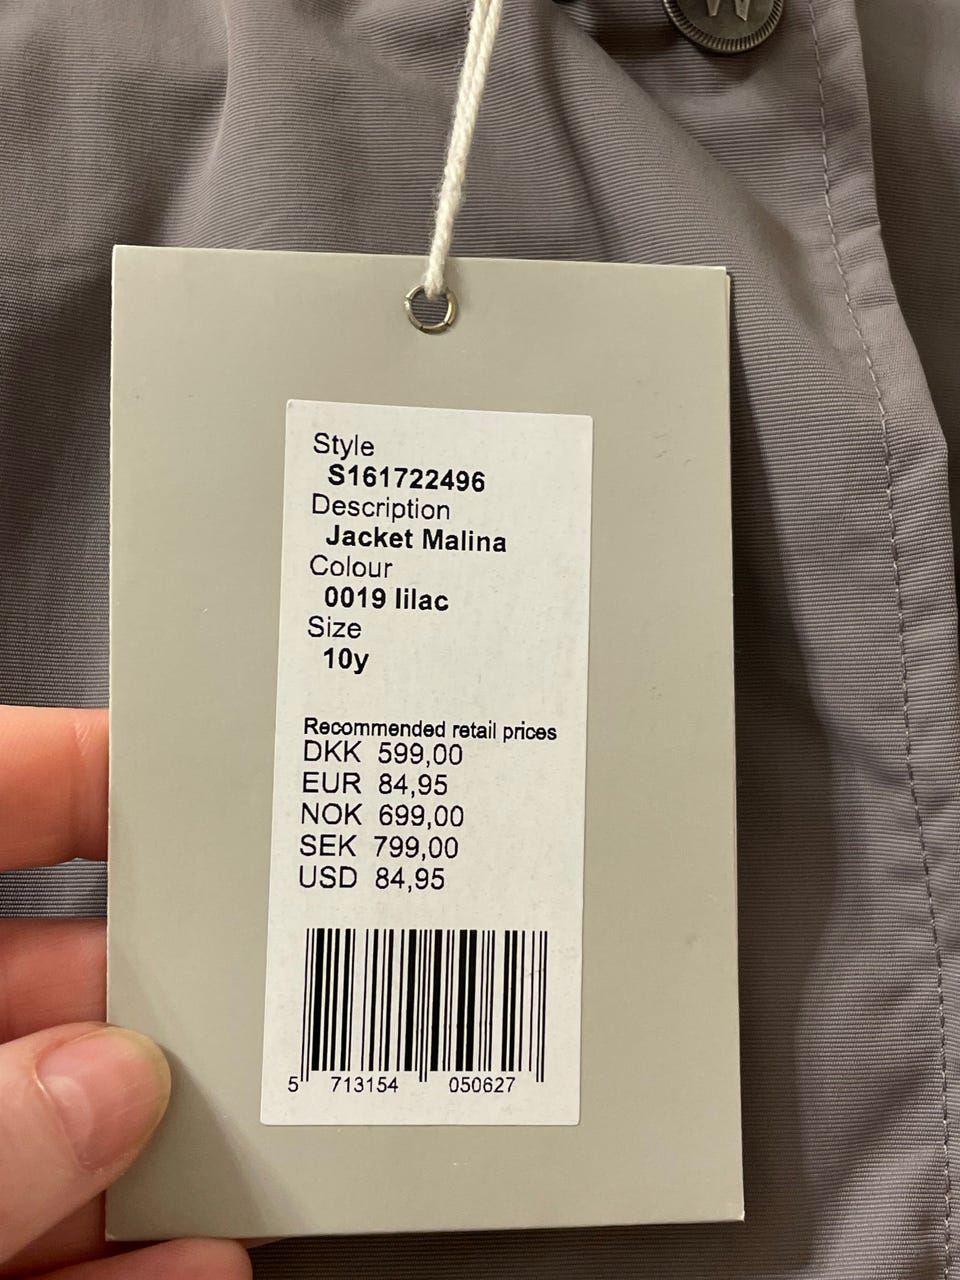 Style
S161722496
Description
Jacket Malina
Colour
0019 lilac
Size
10y
Recommended retail prices
DKK 599,00
EUR 84,95
NOK 699,00
SEK 799,00
USD 84,95
5 713154 050627